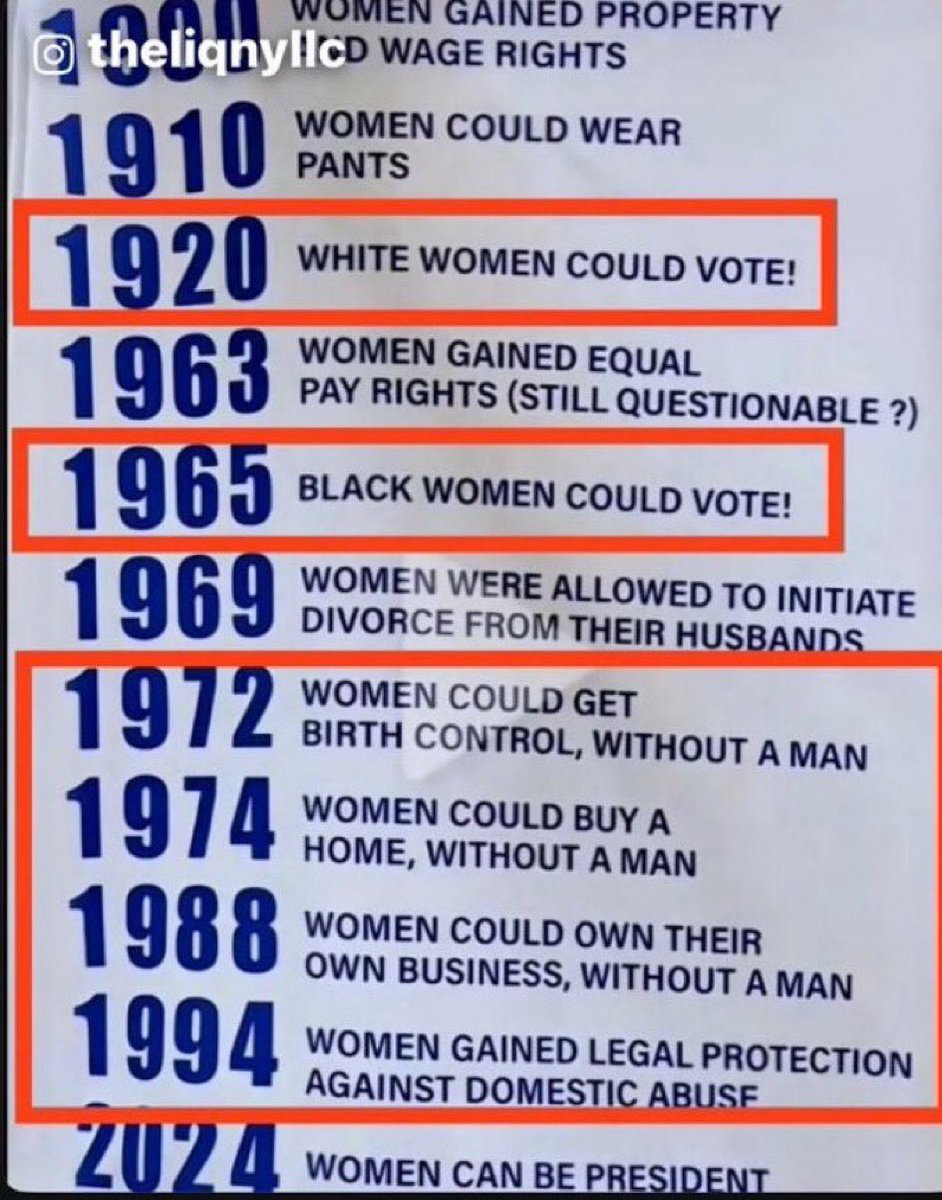 WOMEN GAINED PROPERTY
theliqnyllc
AND WAGE RIGHTS
1910
WOMEN COULD WEAR
PANTS
1920
WHITE WOMEN COULD VOTE!
1963
WOMEN GAINED EQUAL
PAY RIGHTS (STILL QUESTIONABLE ?)
1965
BLACK WOMEN COULD VOTE!
1969
WOMEN WERE ALLOWED TO INITIATE
DIVORCE FROM THEIR HUSBANDS
1972
WOMEN COULD GET
BIRTH CONTROL, WITHOUT A MAN
1974
WOMEN COULD BUY A
HOME, WITHOUT A MAN
1988
WOMEN COULD OWN THEIR
OWN BUSINESS, WITHOUT A MAN
1994
WOMEN GAINED LEGAL PROTECTION
AGAINST DOMESTIC ABUSE
2024
WOMEN CAN BE PRESIDENT